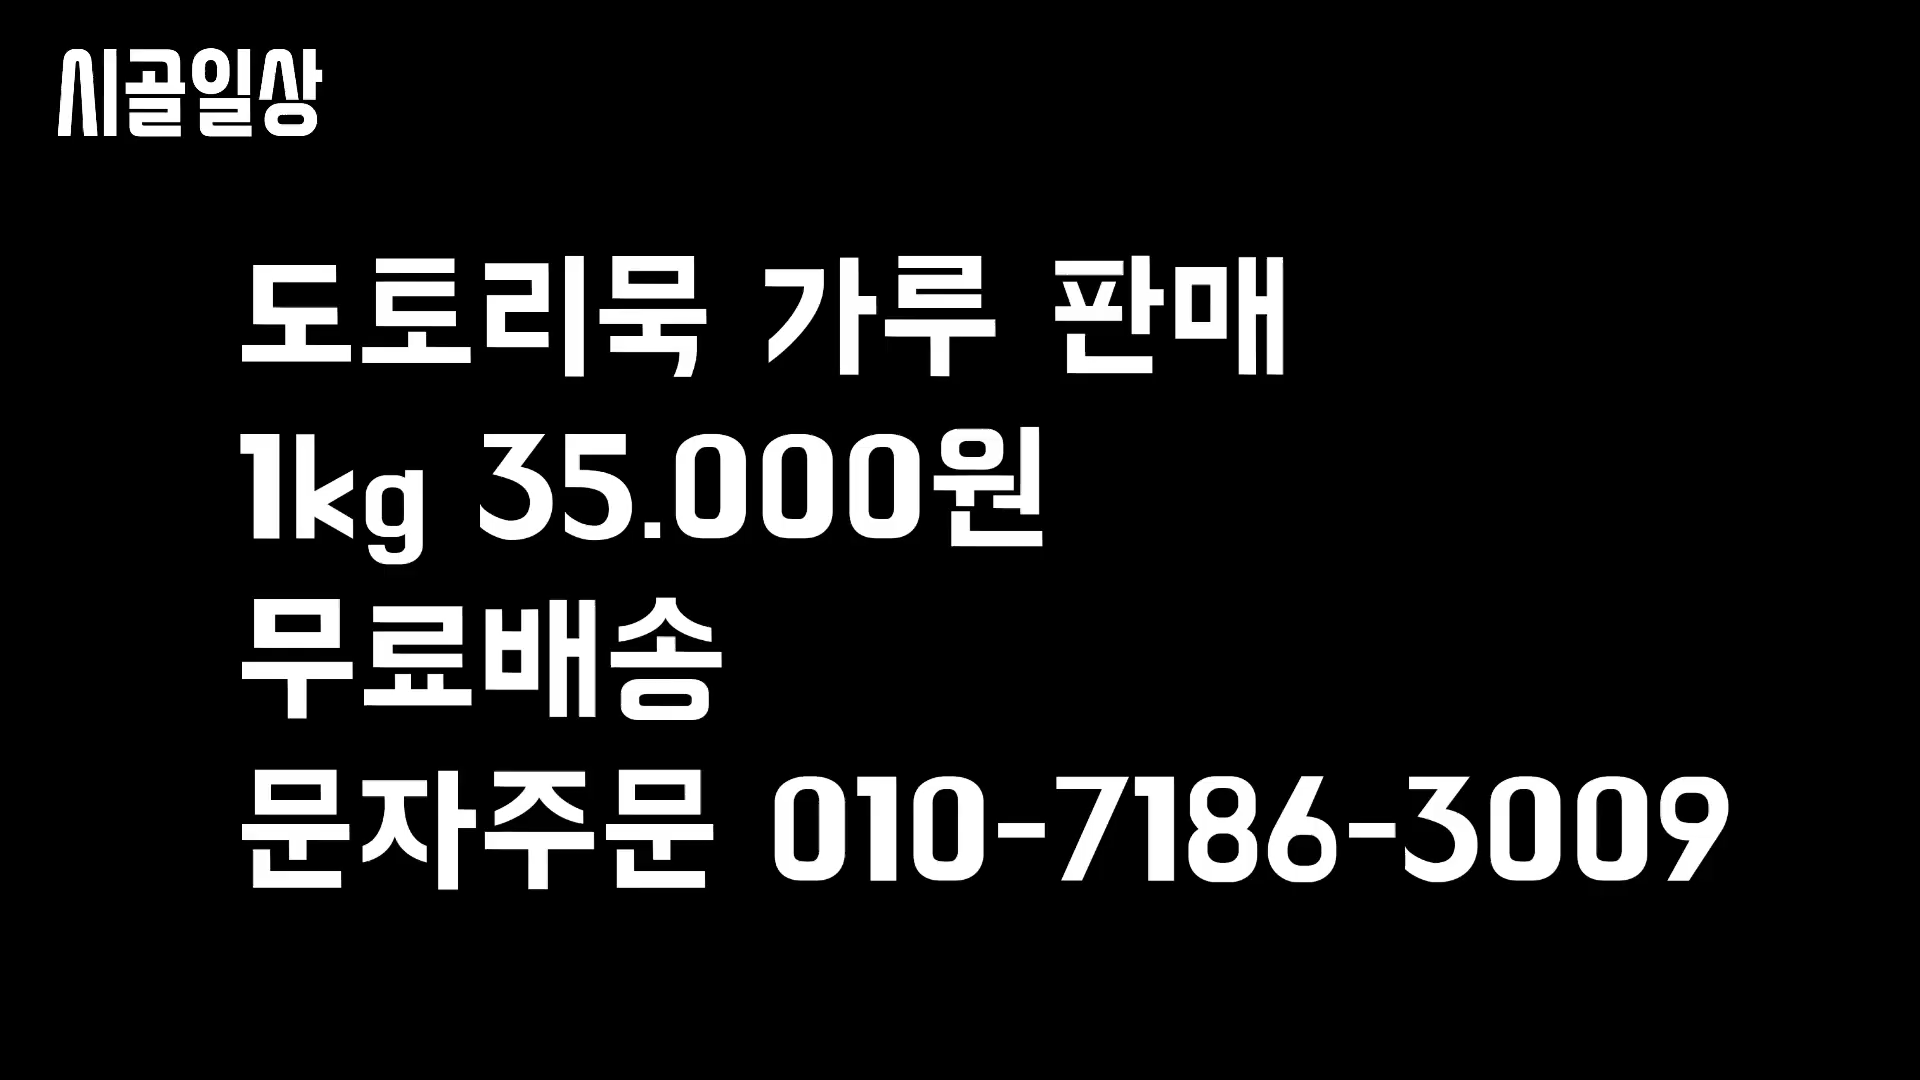 시골일상
도토리묵 가루 판매
1kg 35.000원
무료배송
문자주문 010-7186-3009